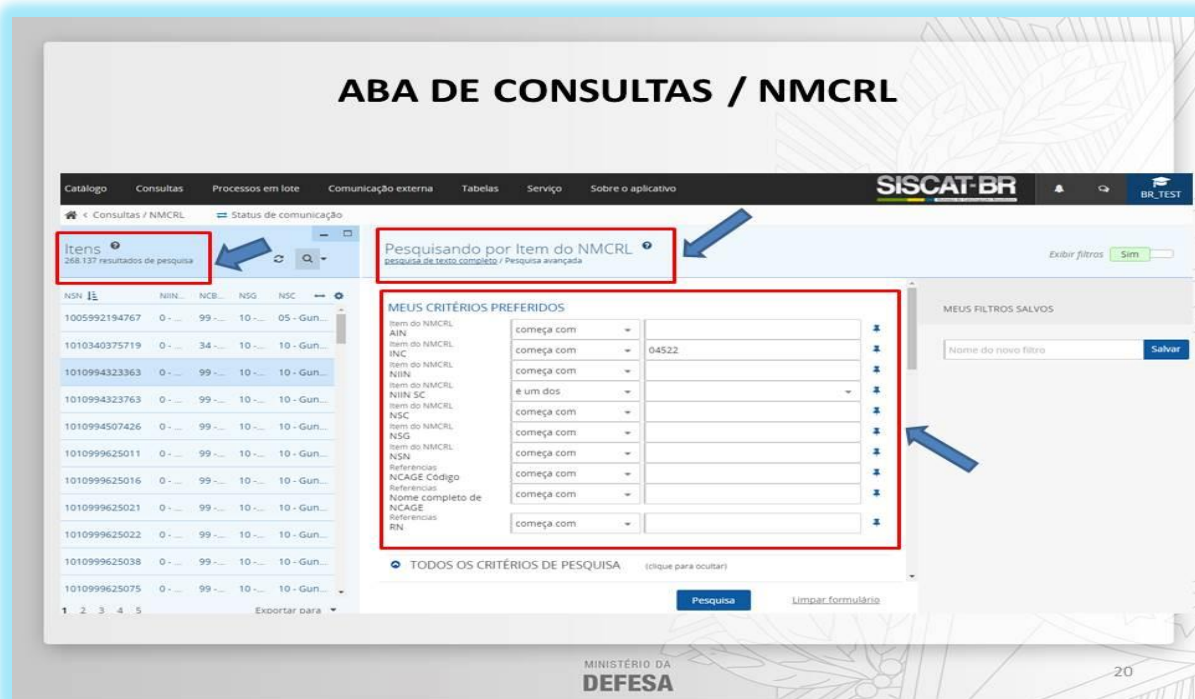 ABA DE CONSULTAS / NMCRL
Catálogo Consultas Processos em lote Comunicação externa Tabelas Serviço Sobre o aplicativo SISCAT-BR BR_TEST
< Consultas / NMCRL Status de comunicação
Itens
268.137 resultados de pesquisa
Pesquisando por Item do NMCRL
pesquisa de texto completo / Pesquisa avançada
Exibir filtros Sim
NSN NIIN... NCB... NSG NSC
1005992194767 0 - ... 99 -... 10 -... 05 - Gun...
1010340375719 0 - ... 34 -... 10 -... 10 - Gun...
1010994323363 0 - ... 99 -... 10 -... 10 - Gun...
1010994323763 0 - ... 99 -... 10 -... 10 - Gun...
1010994507426 0 - ... 99 -... 10 -... 10 - Gun...
1010999625011 0 - ... 99 -... 10 -... 10 - Gun...
1010999625016 0 - ... 99 -... 10 -... 10 - Gun...
1010999625021 0 - ... 99 -... 10 -... 10 - Gun...
1010999625022 0 - ... 99 -... 10 -... 10 - Gun...
1010999625038 0 - ... 99 -... 10 -... 10 - Gun...
1010999625075 0 - ... 99 -... 10 -... 10 - Gun...
1 2 3 4 5 Exportar para
MEUS CRITÉRIOS PREFERIDOS
Item do NMCRL
AIN começa com
Item do NMCRL
INC começa com 04522
Item do NMCRL
NIIN começa com
Item do NMCRL
NIIN SC é um dos
Item do NMCRL
NSC começa com
Item do NMCRL
NSG começa com
Item do NMCRL
NSN começa com
Referências
NCAGE Código começa com
Referências
Nome completo de começa com
NCAGE
Referências
RN começa com
TODOS OS CRITÉRIOS DE PESQUISA (clique para ocultar)
Pesquisa Limpar formulário
MEUS FILTROS SALVOS
Nome do novo filtro Salvar
MINISTÉRIO DA
DEFESA
20